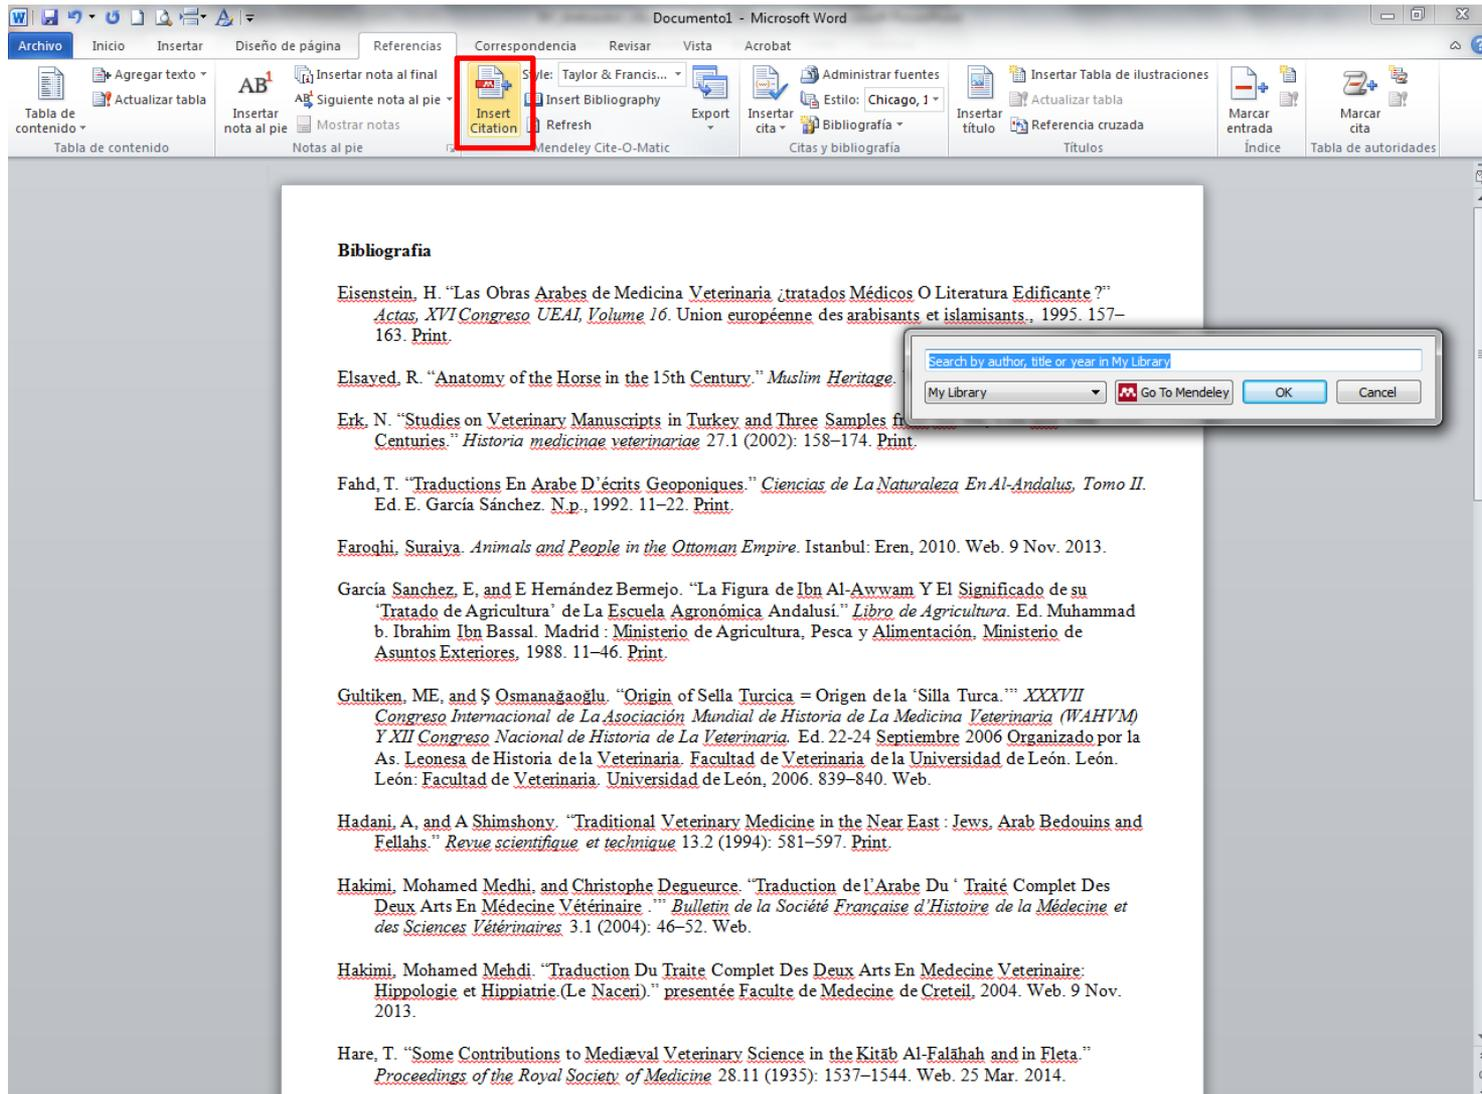 Documento1 - Microsoft Word
Archivo Inicio Insertar Diseño de página Referencias Correspondencia Revisar Vista Acrobat
Tabla de contenido
Agregar texto
Actualizar tabla
Tabla de contenido
AB1
Insertar nota al pie
Insertar nota al final
Siguiente nota al pie
Mostrar notas
Notas al pie
Insert Citation
Style: Taylor & Francis...
Insert Bibliography
Refresh
Export
Mendeley Cite-O-Matic
Insertar cita
Administrar fuentes
Estilo: Chicago, 1
Bibliografía
Citas y bibliografía
Insertar título
Insertar Tabla de ilustraciones
Actualizar tabla
Referencia cruzada
Títulos
Marcar entrada
Índice
Marcar cita
Tabla de autoridades
Bibliografia
Eisenstein, H. “Las Obras Arabes de Medicina Veterinaria ¿tratados Médicos O Literatura Edificante ?”
Actas, XVI Congreso UEAI, Volume 16. Union européenne des arabisants et islamisants., 1995. 157–
163. Print.
Elsayed, R. “Anatomy of the Horse in the 15th Century.” Muslim Heritage.
Search by author, title or year in My Library
My Library Go To Mendeley OK Cancel
Erk, N. “Studies on Veterinary Manuscripts in Turkey and Three Samples
Centuries.” Historia medicinae veterinariae 27.1 (2002): 158–174. Print.
Fahd, T. “Traductions En Arabe D’écrits Geoponiques.” Ciencias de La Naturaleza En Al-Andalus, Tomo II.
Ed. E. García Sánchez. N.p., 1992. 11–22. Print.
Faroqhi, Suraiya. Animals and People in the Ottoman Empire. Istanbul: Eren, 2010. Web. 9 Nov. 2013.
García Sanchez, E, and E Hernández Bermejo. “La Figura de Ibn Al-Awwam Y El Significado de su
‘Tratado de Agricultura’ de La Escuela Agronómica Andalusí.” Libro de Agricultura. Ed. Muhammad
b. Ibrahim Ibn Bassal. Madrid : Ministerio de Agricultura, Pesca y Alimentación, Ministerio de
Asuntos Exteriores, 1988. 11–46. Print.
Gultiken, ME, and Ş Osmanağaoğlu. “Origin of Sella Turcica = Origen de la ‘Silla Turca.’” XXXVII
Congreso Internacional de La Asociación Mundial de Historia de La Medicina Veterinaria (WAHVM)
Y XII Congreso Nacional de Historia de La Veterinaria. Ed. 22-24 Septiembre 2006 Organizado por la
As. Leonesa de Historia de la Veterinaria. Facultad de Veterinaria de la Universidad de León. León.
León: Facultad de Veterinaria. Universidad de León, 2006. 839–840. Web.
Hadani, A, and A Shimshony. “Traditional Veterinary Medicine in the Near East : Jews, Arab Bedouins and
Fellahs.” Revue scientifique et technique 13.2 (1994): 581–597. Print.
Hakimi, Mohamed Medhi, and Christophe Degueurce. “Traduction de l’Arabe Du ‘ Traité Complet Des
Deux Arts En Médecine Vétérinaire .’” Bulletin de la Société Française d’Histoire de la Médecine et
des Sciences Vétérinaires 3.1 (2004): 46–52. Web.
Hakimi, Mohamed Mehdi. “Traduction Du Traite Complet Des Deux Arts En Medecine Veterinaire:
Hippologie et Hippiatrie.(Le Naceri).” presentée Faculte de Medecine de Creteil, 2004. Web. 9 Nov.
2013.
Hare, T. “Some Contributions to Mediæval Veterinary Science in the Kitāb Al-Falāhah and in Fleta.”
Proceedings of the Royal Society of Medicine 28.11 (1935): 1537–1544. Web. 25 Mar. 2014.